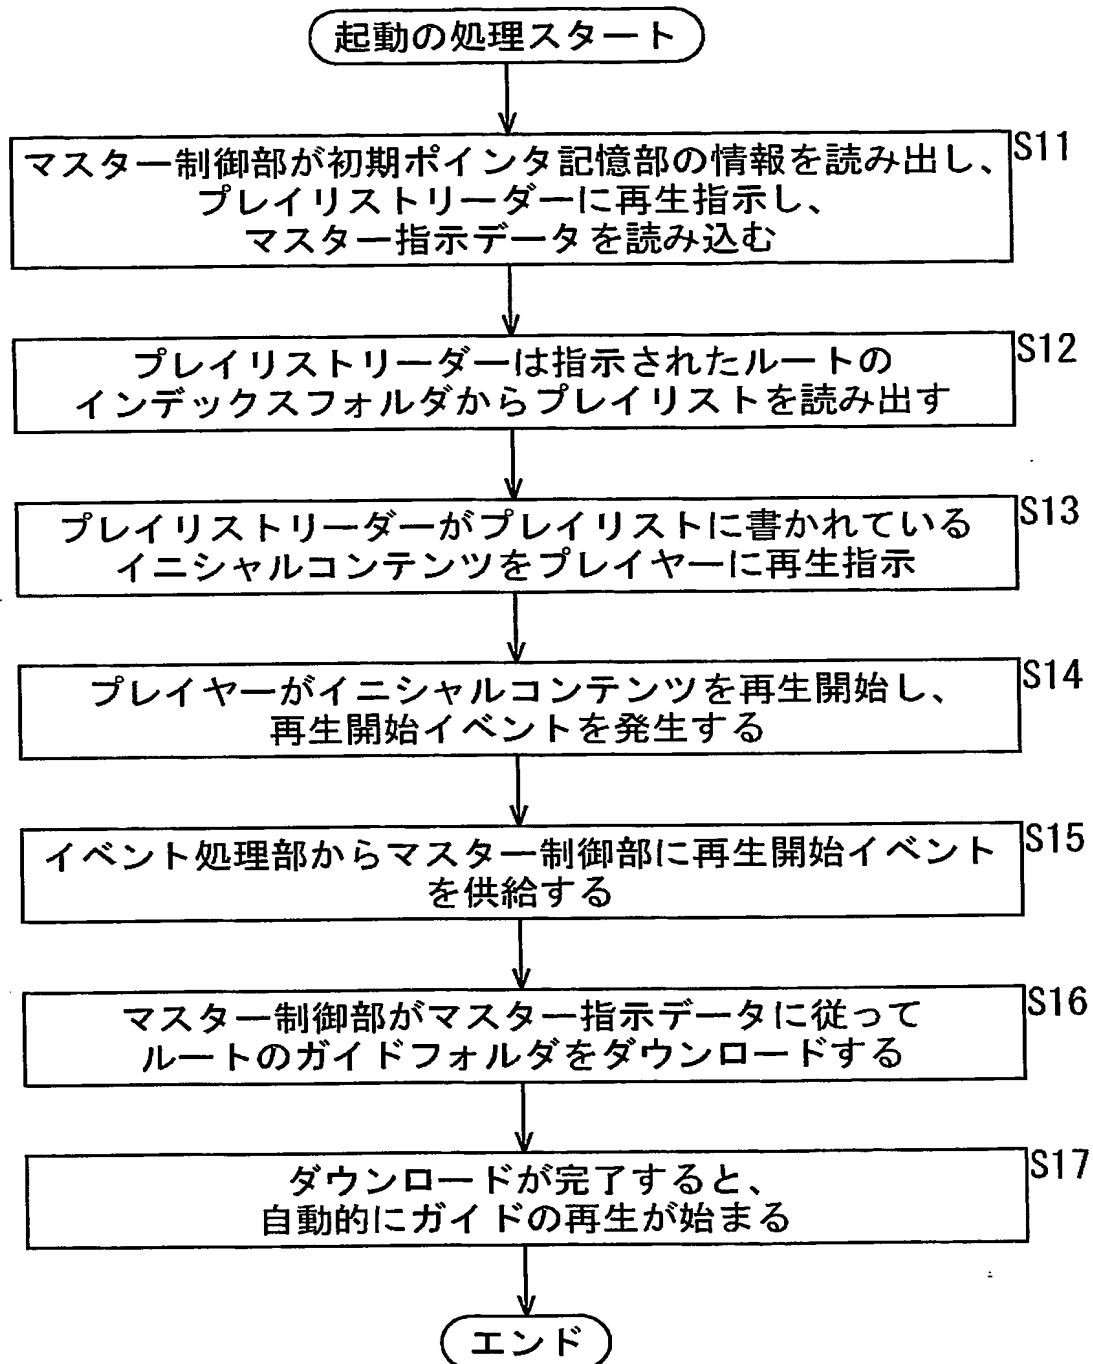 起動の処理スタート
S11
マスター制御部が初期ポインタ記憶部の情報を読み出し、
プレイリストリーダーに再生指示し、
マスター指示データを読み込む
S12
プレイリストリーダーは指示されたルートの
インデックスフォルダからプレイリストを読み出す
S13
プレイリストリーダーがプレイリストに書かれている
イニシャルコンテンツをプレイヤーに再生指示
S14
プレイヤーがイニシャルコンテンツを再生開始し、
再生開始イベントを発生する
S15
イベント処理部からマスター制御部に再生開始イベント
を供給する
S16
マスター制御部がマスター指示データに従って
ルートのガイドフォルダをダウンロードする
S17
ダウンロードが完了すると、
自動的にガイドの再生が始まる
エンド